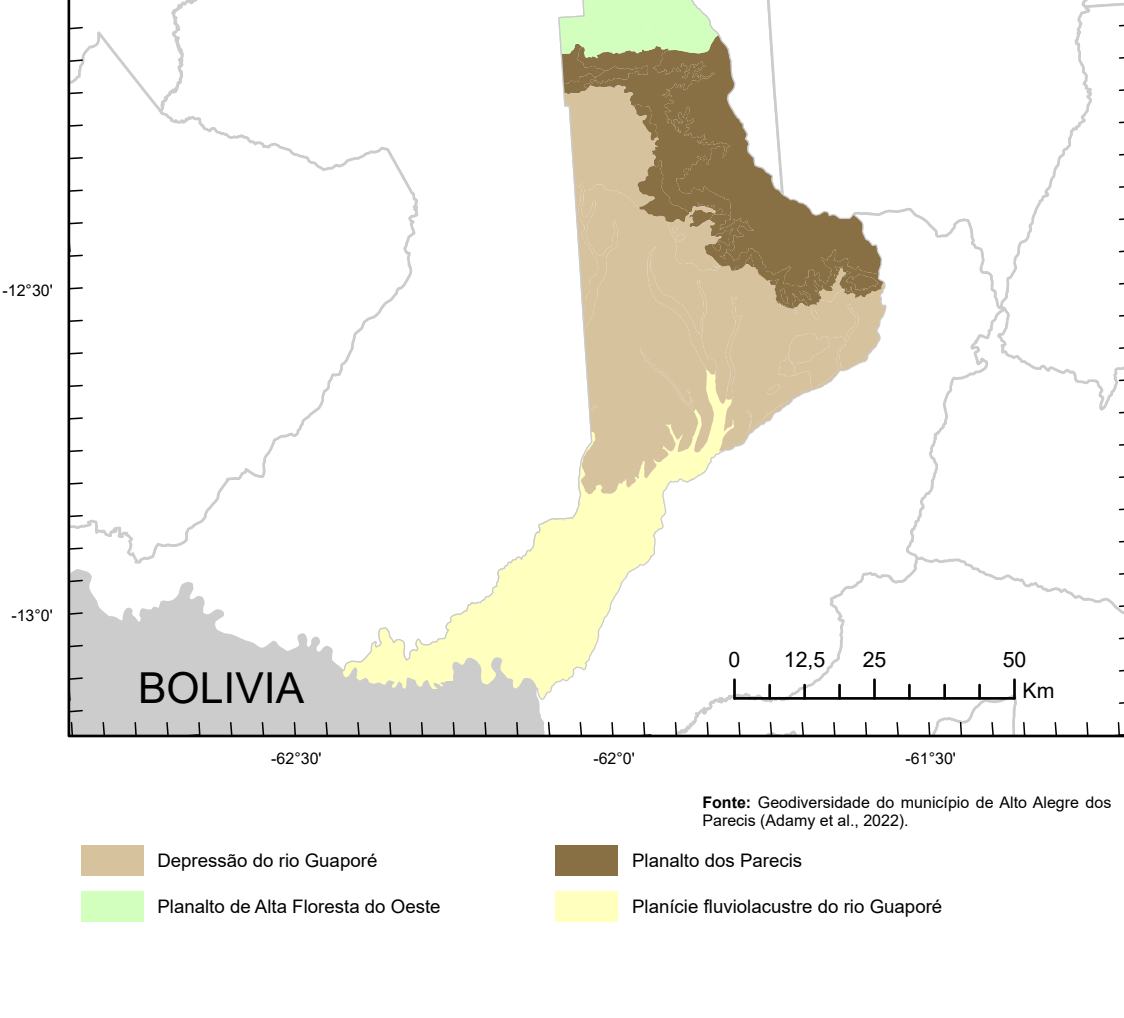 -12°30'
-13°0'
BOLIVIA
0 12,5 25 50
Km
-62°30' -62°0' -61°30'
Fonte: Geodiversidade do município de Alto Alegre dos
Parecis (Adamy et al., 2022).
Depressão do rio Guaporé
Planalto dos Parecis
Planalto de Alta Floresta do Oeste
Planície fluviolacustre do rio Guaporé